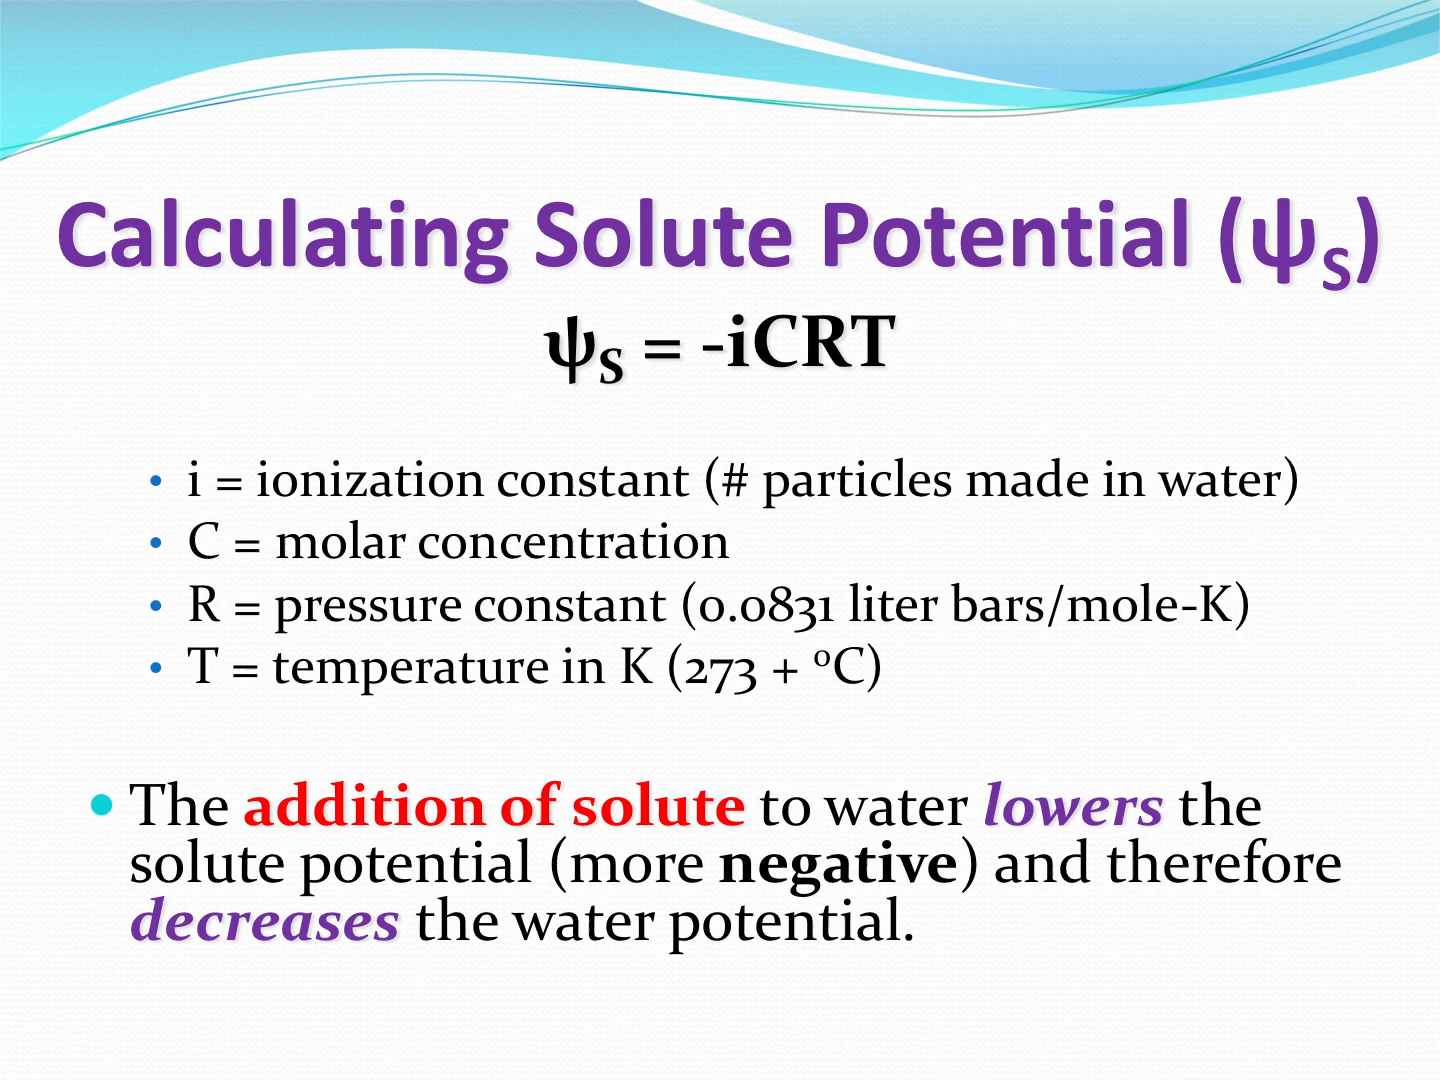 Calculating Solute Potential (ψS)
ψS = -iCRT
• i = ionization constant (# particles made in water)
• C = molar concentration
• R = pressure constant (0.0831 liter bars/mole-K)
• T = temperature in K (273 + ⁰C)
• The addition of solute to water lowers the
solute potential (more negative) and therefore
decreases the water potential.